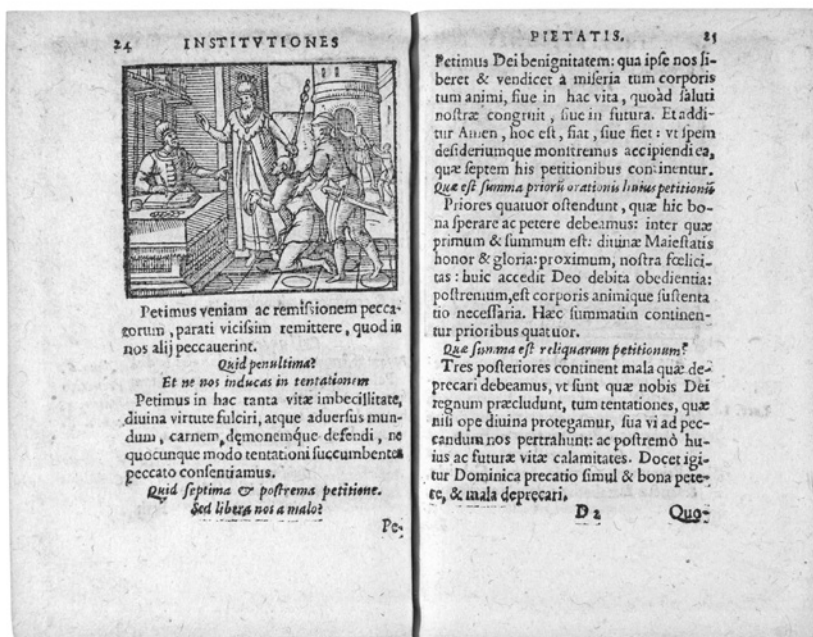 24 INSTITVTIONES
Petimus veniam ac remiſsionem pecca-
torum, parati viciſsim remittere, quod in
nos alij peccauerint.
Quid penultima?
Et ne nos inducas in tentationem
Petimus in hac tanta vitæ imbecillitate,
diuina virtute fulciri, atque aduerſus mun-
dum, carnem, dęmonemq́ue defendi, ne
quocunque modo tentationi ſuccumbentes
peccato conſentiamus.
Quid ſeptima & poſtrema petitione.
Sed libera nos a malo?
Pe-
PIETATIS. 25
Petimus Dei benignitatem: qua ipſe nos li-
beret & vendicet à miſeria tum corporis
tum animi, ſiue in hac vita, quoàd ſaluti
noſtræ congruit, ſiue in futura. Et addi-
tur Amen, hoc eſt, fiat, ſiue fiet: vt ſpem
deſideriumque monſtremus accipiendi ea,
quæ ſeptem his petitionibus continentur.
Quæ eſt ſumma priorū orationis huius petitionū
Priores quatuor oſtendunt, quæ hic bo-
na ſperare ac petere debeamus: inter quæ
primum & ſummum eſt: diuinæ Maieſtatis
honor & gloria: proximum, noſtra fœlici-
tas: huic accedit Deo debita obedientia:
poſtremum, eſt corporis animique ſuſtenta
tio neceſſaria. Hæc ſummatim continen-
tur prioribus quatuor.
Quæ ſumma eſt reliquarum petitionum?
Tres poſteriores continent mala quæ de-
precari debeamus, vt ſunt quæ nobis Dei
regnum præcludunt, tum tentationes, quæ
niſi ope diuina protegamur, ſua vi ad pec-
candum nos pertrahunt: ac poſtremò hu-
ius ac futuræ vitæ calamitates. Docet igi-
tur Dominica precatio ſimul & bona pete-
re, & mala deprecari.
D 2 Quo-